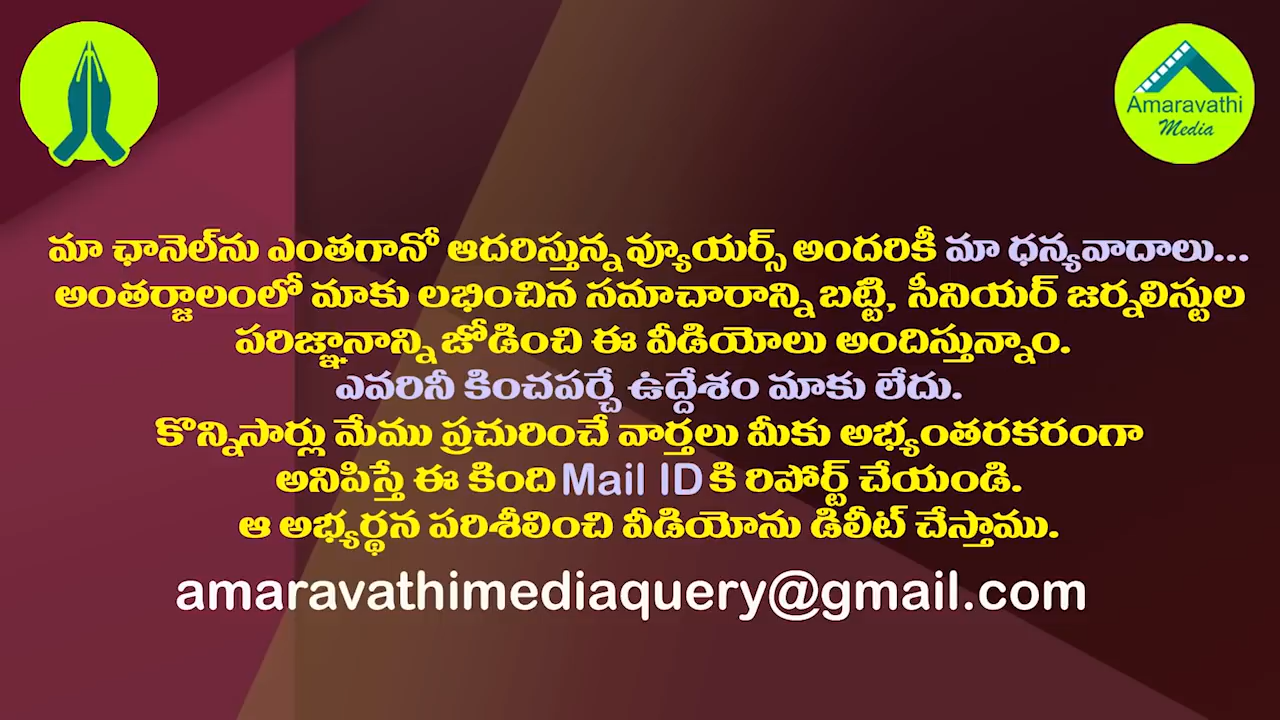 Amaravathi
Media
మా ఛానెల్‌ను ఎంతగానో ఆదరిస్తున్న వ్యూయర్స్ అందరికీ మా ధన్యవాదాలు...
అంతర్జాలంలో మాకు లభించిన సమాచారాన్ని బట్టి, సీనియర్ జర్నలిస్టుల
పరిజ్ఞానాన్ని జోడించి ఈ వీడియోలు అందిస్తున్నాం.
ఎవరినీ కించపర్చే ఉద్దేశం మాకు లేదు.
కొన్నిసార్లు మేము ప్రచురించే వార్తలు మీకు అభ్యంతరకరంగా
అనిపిస్తే ఈ కింది Mail ID కి రిపోర్ట్ చేయండి.
ఆ అభ్యర్థన పరిశీలించి వీడియోను డిలీట్ చేస్తాము.
amaravathimediaquery@gmail.com